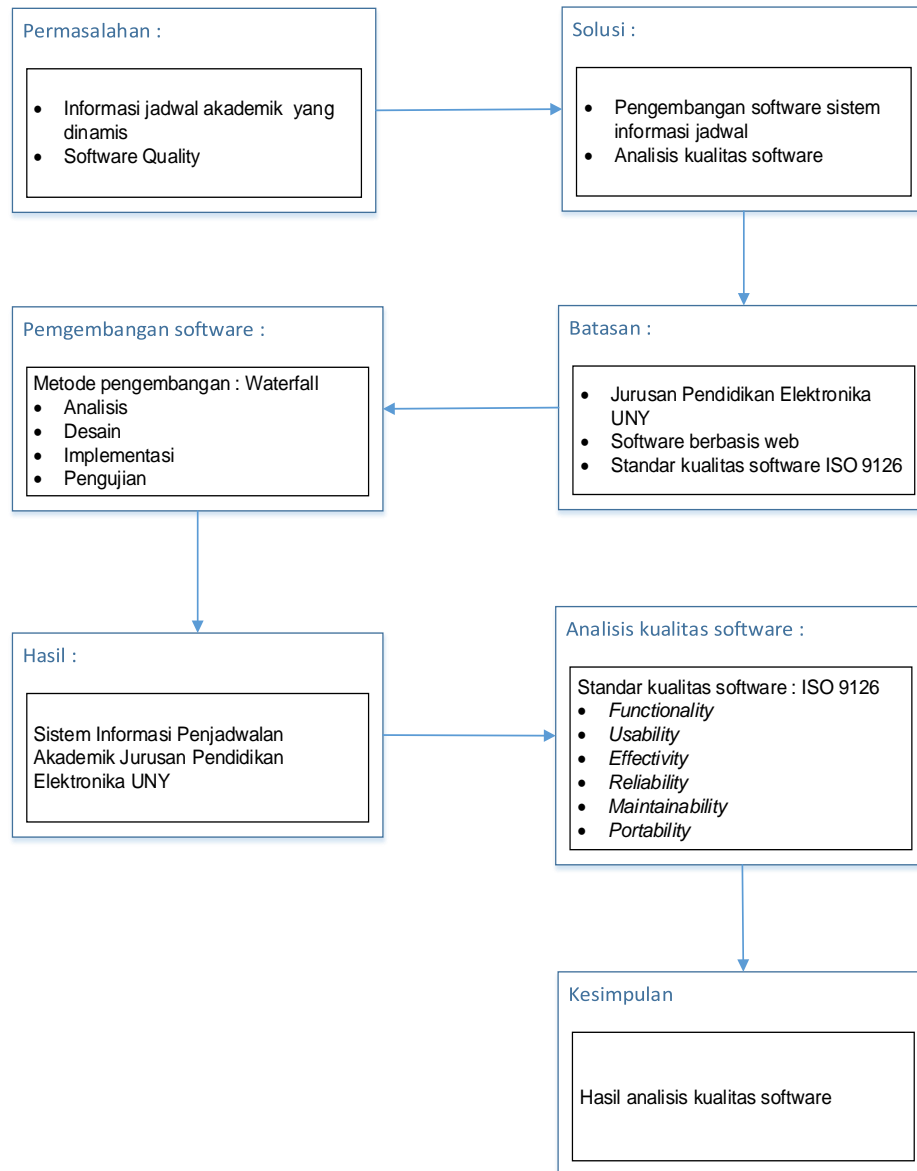 Permasalahan :
• Informasi jadwal akademik yang
dinamis
• Software Quality
Solusi :
• Pengembangan software sistem
informasi jadwal
• Analisis kualitas software
Batasan :
• Jurusan Pendidikan Elektronika
UNY
• Software berbasis web
• Standar kualitas software ISO 9126
Pemgembangan software :
Metode pengembangan : Waterfall
• Analisis
• Desain
• Implementasi
• Pengujian
Hasil :
Sistem Informasi Penjadwalan
Akademik Jurusan Pendidikan
Elektronika UNY
Analisis kualitas software :
Standar kualitas software : ISO 9126
• Functionality
• Usability
• Effectivity
• Reliability
• Maintainability
• Portability
Kesimpulan
Hasil analisis kualitas software